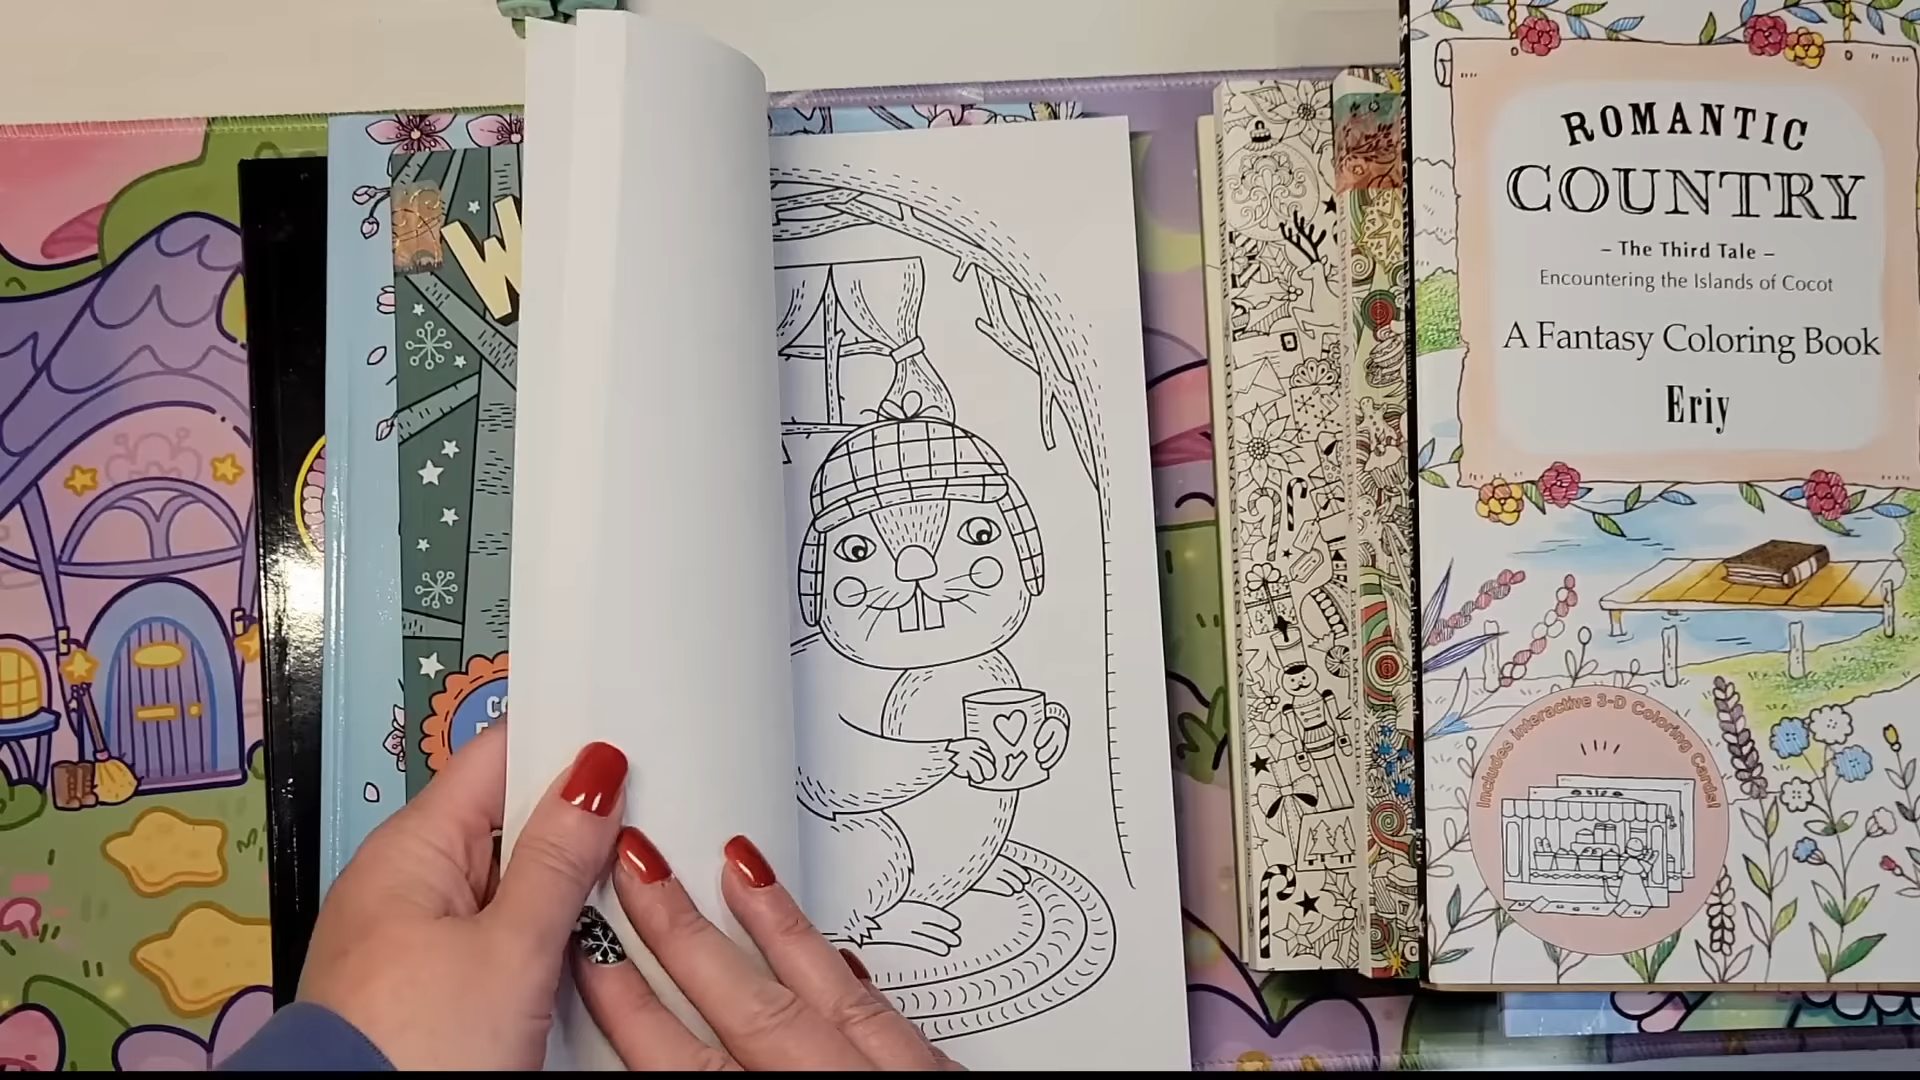 W
CO
ROMANTIC
COUNTRY
– The Third Tale –
Encountering the Islands of Cocot
A Fantasy Coloring Book
Eriy
Includes interactive 3-D Coloring Cards!